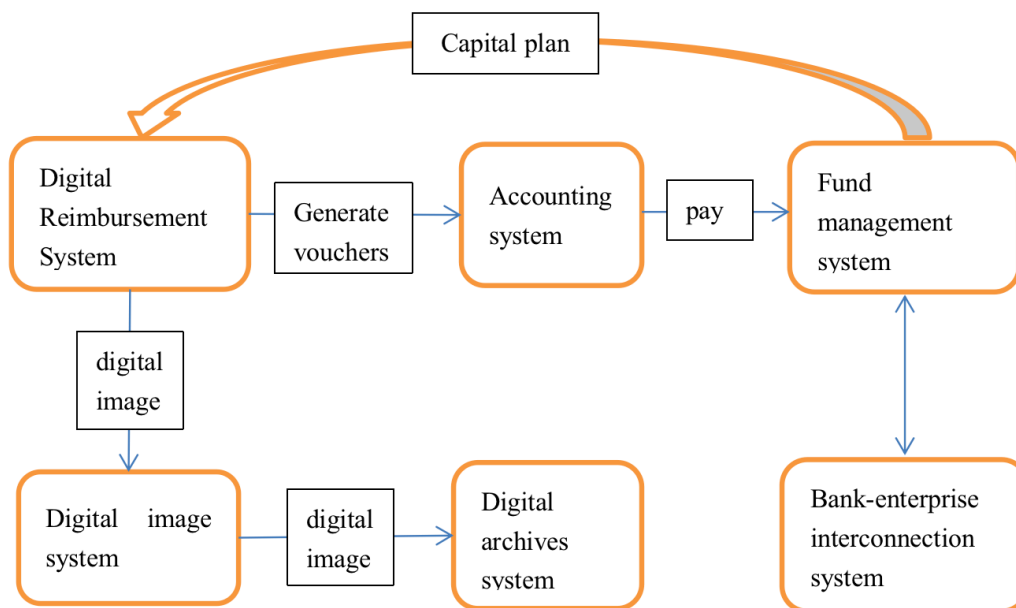 Capital plan
Digital
Reimbursement
System
Generate
vouchers
Accounting
system
pay
Fund
management
system
digital
image
Digital image
system
digital
image
Digital
archives
system
Bank-enterprise
interconnection
system